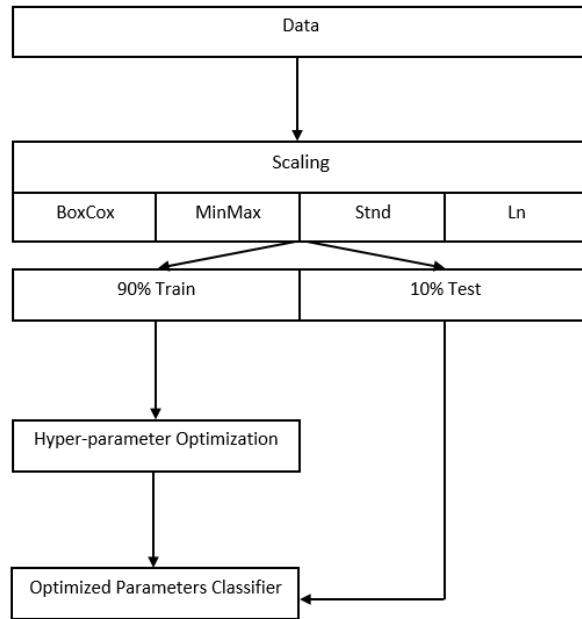 Data
Scaling
BoxCox
MinMax
Stnd
Ln
90% Train
10% Test
Hyper-parameter Optimization
Optimized Parameters Classifier